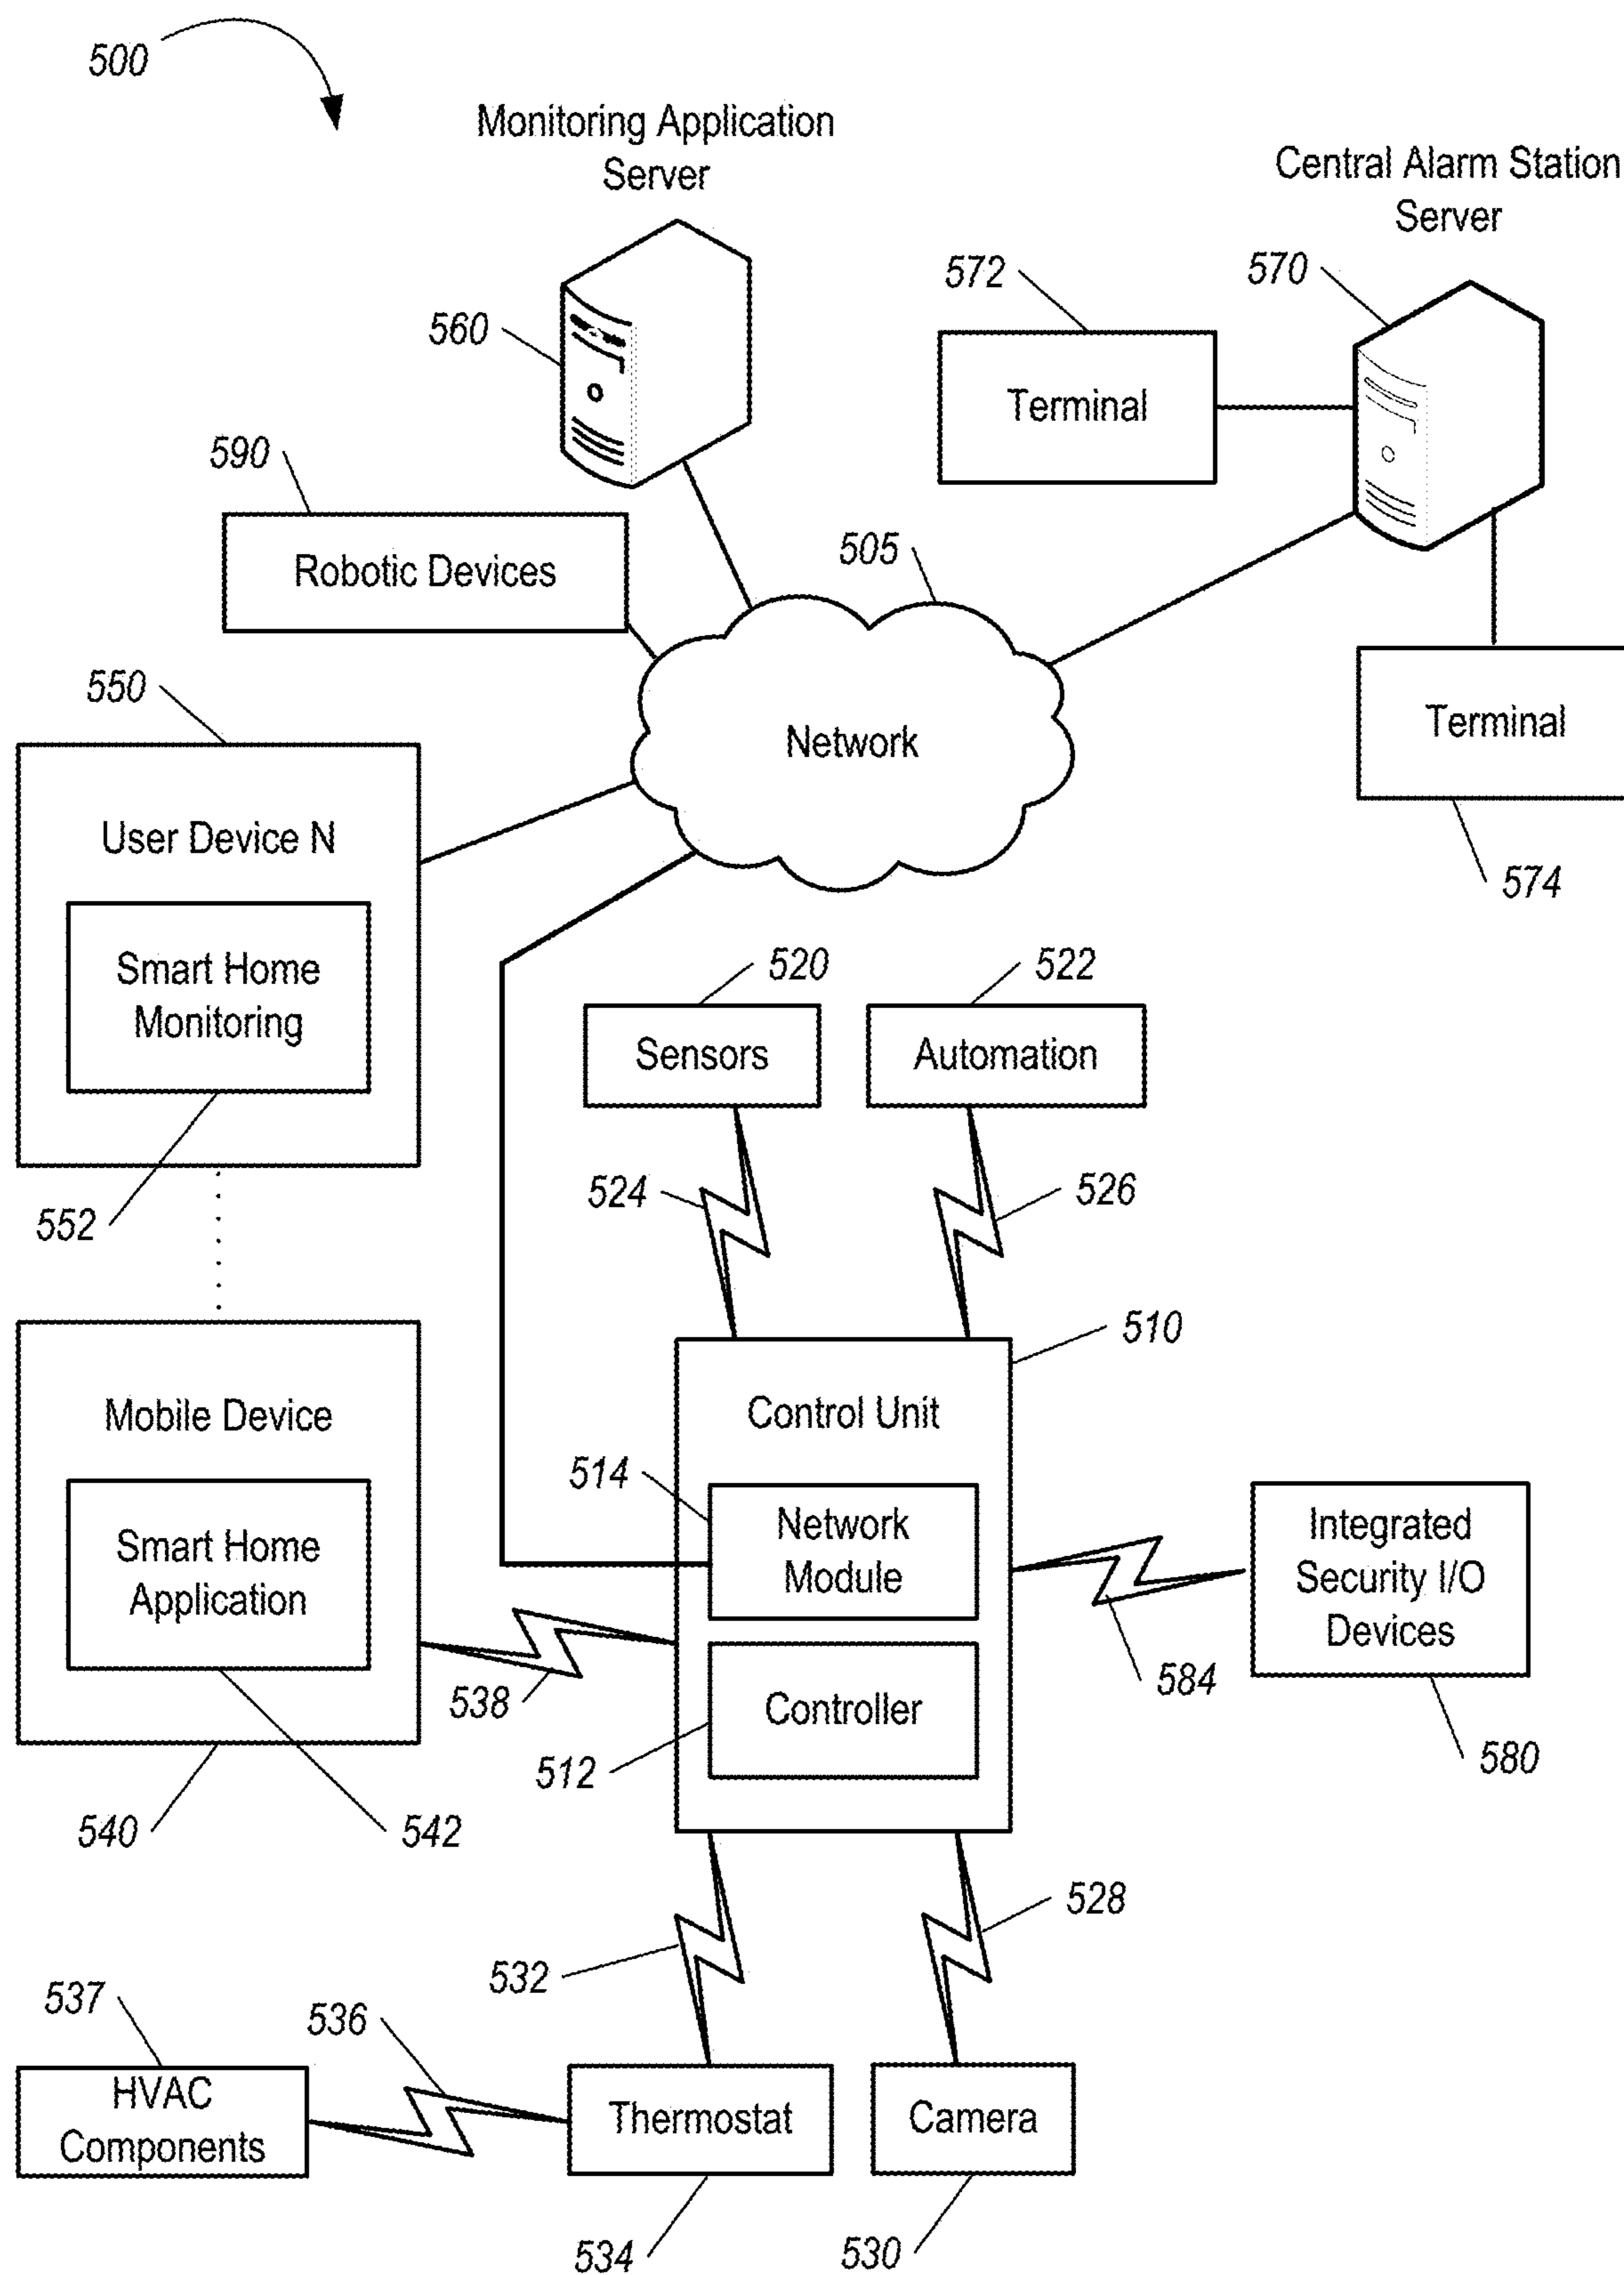 500
Monitoring Application
Server
Central Alarm Station
Server
572
570
560
Terminal
590
Robotic Devices
505
550
Network
Terminal
User Device N
574
Smart Home
Monitoring
520
522
Sensors
Automation
524
526
552
510
Mobile Device
Control Unit
514
Network
Module
Integrated
Security I/O
Devices
Smart Home
Application
538
584
Controller
512
580
540
542
528
532
537
536
HVAC
Components
Thermostat
Camera
534
530